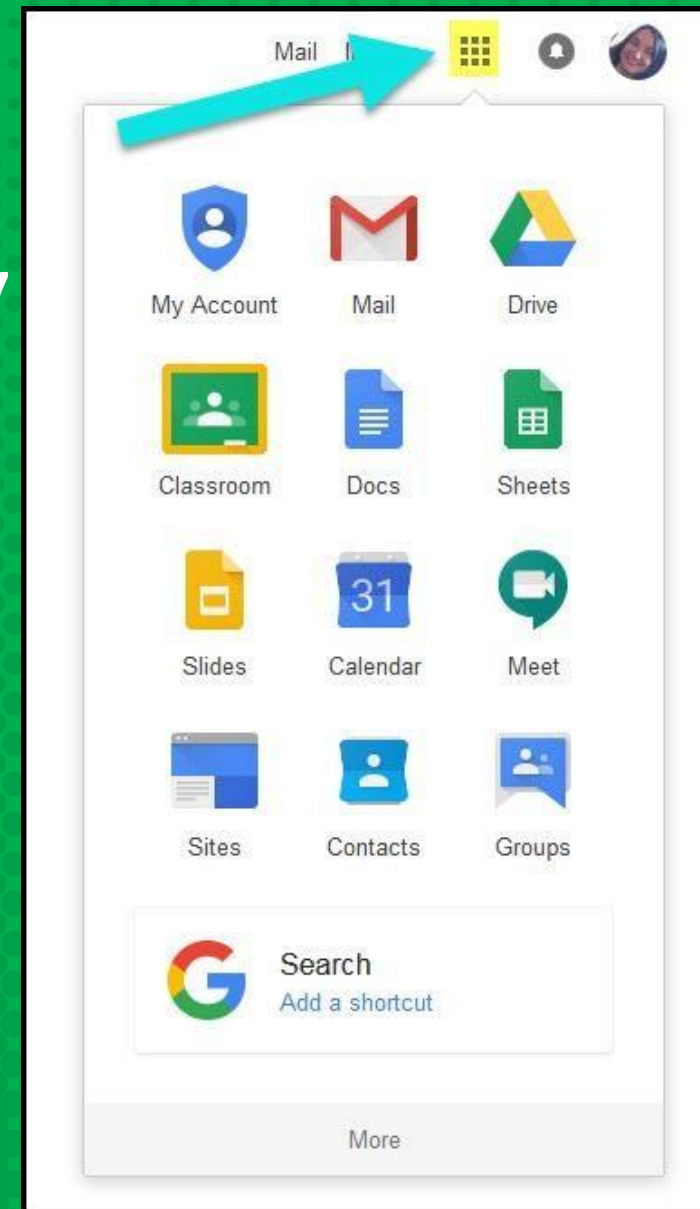 Mail
My Account Mail Drive
Classroom Docs Sheets
Slides 31 Calendar Meet
Sites Contacts Groups
G Search
Add a shortcut
More